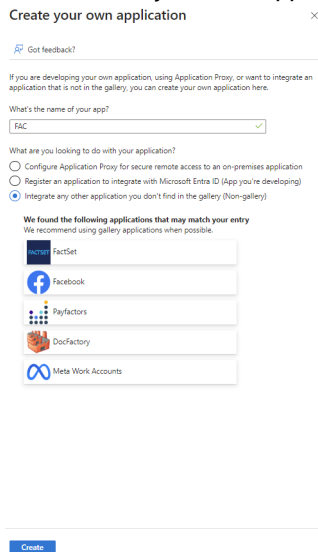 Create your own application
Got feedback?
If you are developing your own application, using Application Proxy, or want to integrate an
application that is not in the gallery, you can create your own application here.
What's the name of your app?
FAC
What are you looking to do with your application?
Configure Application Proxy for secure remote access to an on-premises application
Register an application to integrate with Microsoft Entra ID (App you're developing)
Integrate any other application you don't find in the gallery (Non-gallery)
We found the following applications that may match your entry
We recommend using gallery applications when possible.
FACTSET FactSet
Facebook
Payfactors
DocFactory
Meta Work Accounts
Create